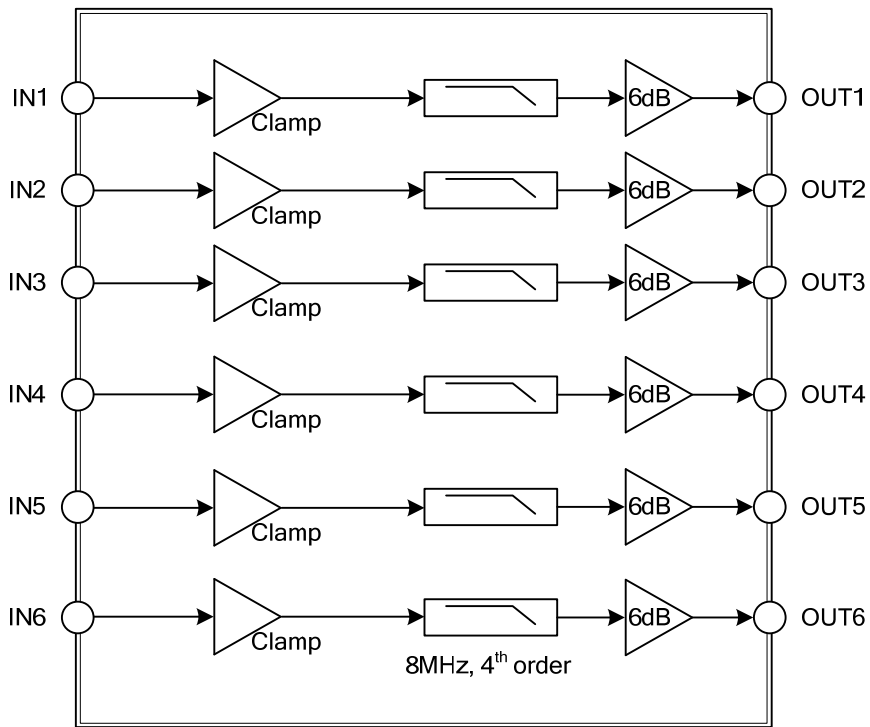 IN1 Clamp 6dB OUT1
IN2 Clamp 6dB OUT2
IN3 Clamp 6dB OUT3
IN4 Clamp 6dB OUT4
IN5 Clamp 6dB OUT5
IN6 Clamp 6dB OUT6
8MHz, 4th order